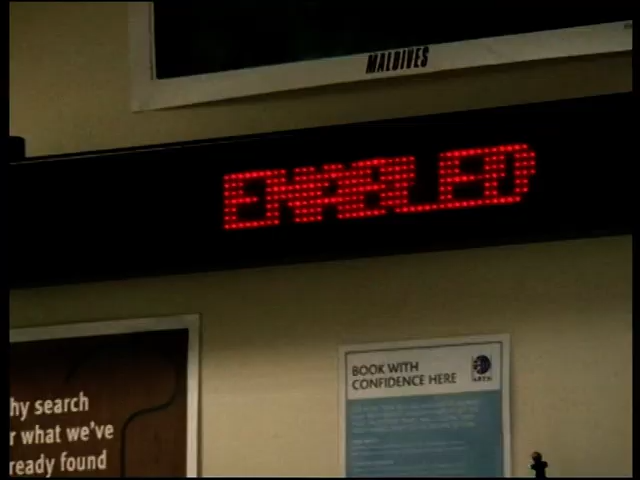 MALDIVES
ENABLED
BOOK WITH
CONFIDENCE HERE
ABTA
hy search
r what we've
ready found